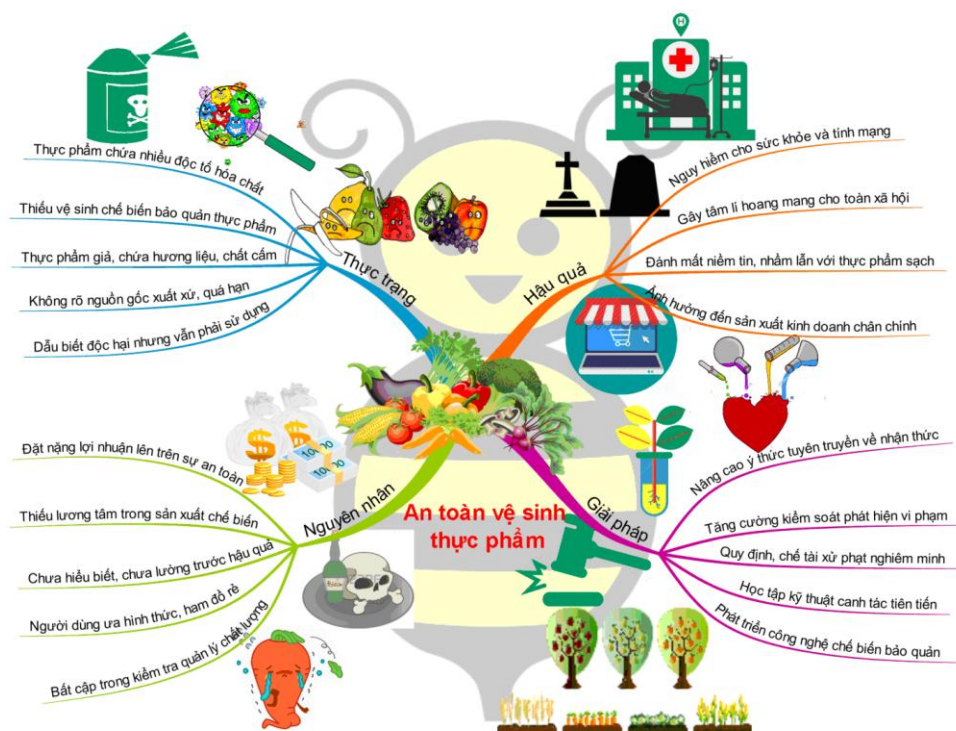 Thực phẩm chứa nhiều độc tố hóa chất
Thiếu vệ sinh chế biến bảo quản thực phẩm
Thực phẩm giả, chứa hương liệu, chất cấm
Không rõ nguồn gốc xuất xứ, quá hạn
Dẫu biết độc hại nhưng vẫn phải sử dụng
Thực trạng
H
Nguy hiểm cho sức khỏe và tính mạng
Gây tâm lí hoang mang cho toàn xã hội
Đánh mất niềm tin, nhầm lẫn với thực phẩm sạch
Ảnh hưởng đến sản xuất kinh doanh chân chính
Hậu quả
Đặt nặng lợi nhuận lên trên sự an toàn
Thiếu lương tâm trong sản xuất chế biến
Chưa hiểu biết, chưa lường trước hậu quả
Người dùng ưa hình thức, ham đồ rẻ
Bất cập trong kiểm tra quản lý chất lượng
Nguyên nhân
$
$
An toàn vệ sinh
thực phẩm
Giải pháp
Nâng cao ý thức tuyên truyền về nhận thức
Tăng cường kiểm soát phát hiện vi phạm
Quy định, chế tài xử phạt nghiêm minh
Học tập kỹ thuật canh tác tiên tiến
Phát triển công nghệ chế biến bảo quản